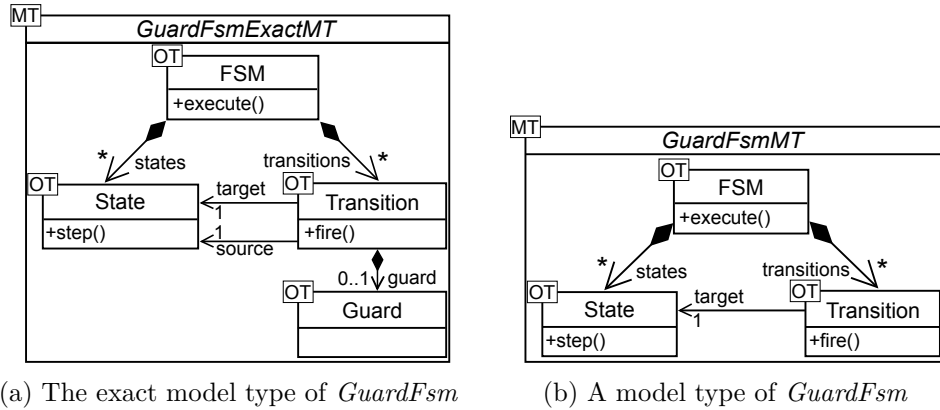 MT
GuardFsmExactMT
OT
FSM
+execute()
* states
transitions *
OT
State
+step()
target
1
1
source
OT
Transition
+fire()
0..1 guard
OT
Guard
(a) The exact model type of GuardFsm
MT
GuardFsmMT
OT
FSM
+execute()
* states
transitions *
OT
State
+step()
target
1
OT
Transition
+fire()
(b) A model type of GuardFsm